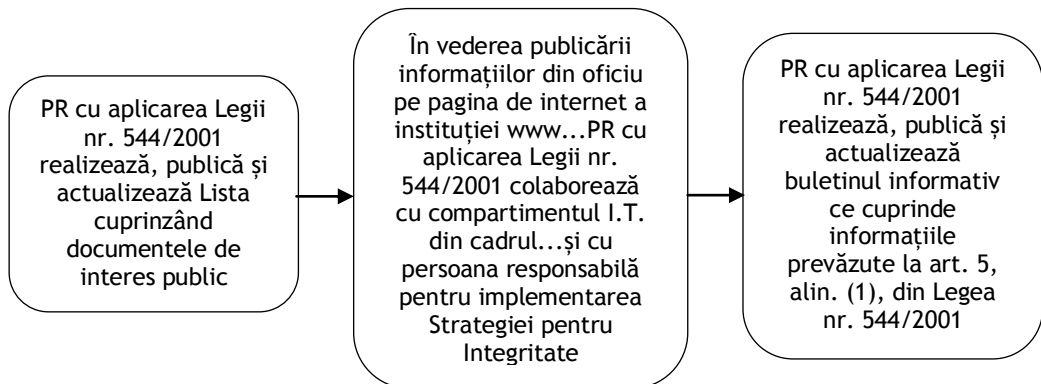 PR cu aplicarea Legii
nr. 544/2001
realizează, publică și
actualizează Lista
cuprinzând
documentele de
interes public
În vederea publicării
informațiilor din oficiu
pe pagina de internet a
instituției www...PR cu
aplicarea Legii nr.
544/2001 colaborează
cu compartimentul I.T.
din cadrul...și cu
persoana responsabilă
pentru implementarea
Strategiei pentru
Integritate
PR cu aplicarea Legii
nr. 544/2001
realizează, publică și
actualizează
buletinul informativ
ce cuprinde
informațiile
prevăzute la art. 5,
alin. (1), din Legea
nr. 544/2001